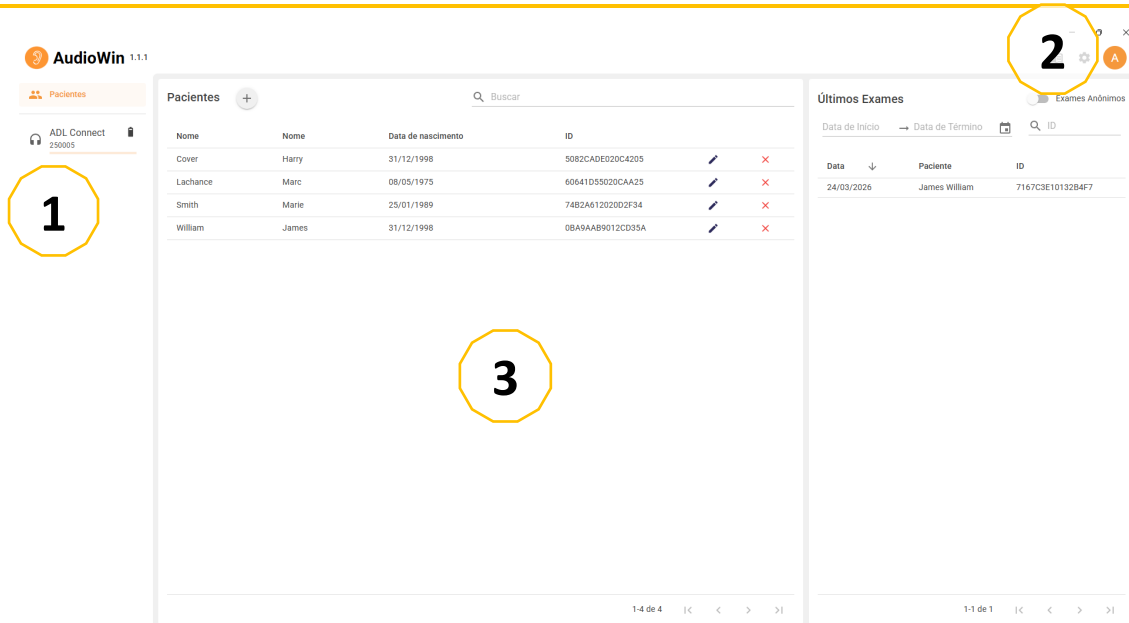 2
AudioWin 1.1.1
A
Pacientes
ADL Connect
250005
1
Pacientes +
Buscar
Nome Nome Data de nascimento ID
Cover Harry 31/12/1998 5082CADE020C4205
Lachance Marc 08/05/1975 60641D55020CAA25
Smith Marie 25/01/1989 74B2A612020D2F34
William James 31/12/1998 0BA9AAB9012CD35A
3
1-4 de 4
Últimos Exames
Exames Anônimos
Data de Início → Data de Término
ID
Data ↓ Paciente ID
24/03/2026 James William 7167C3E10132B4F7
1-1 de 1